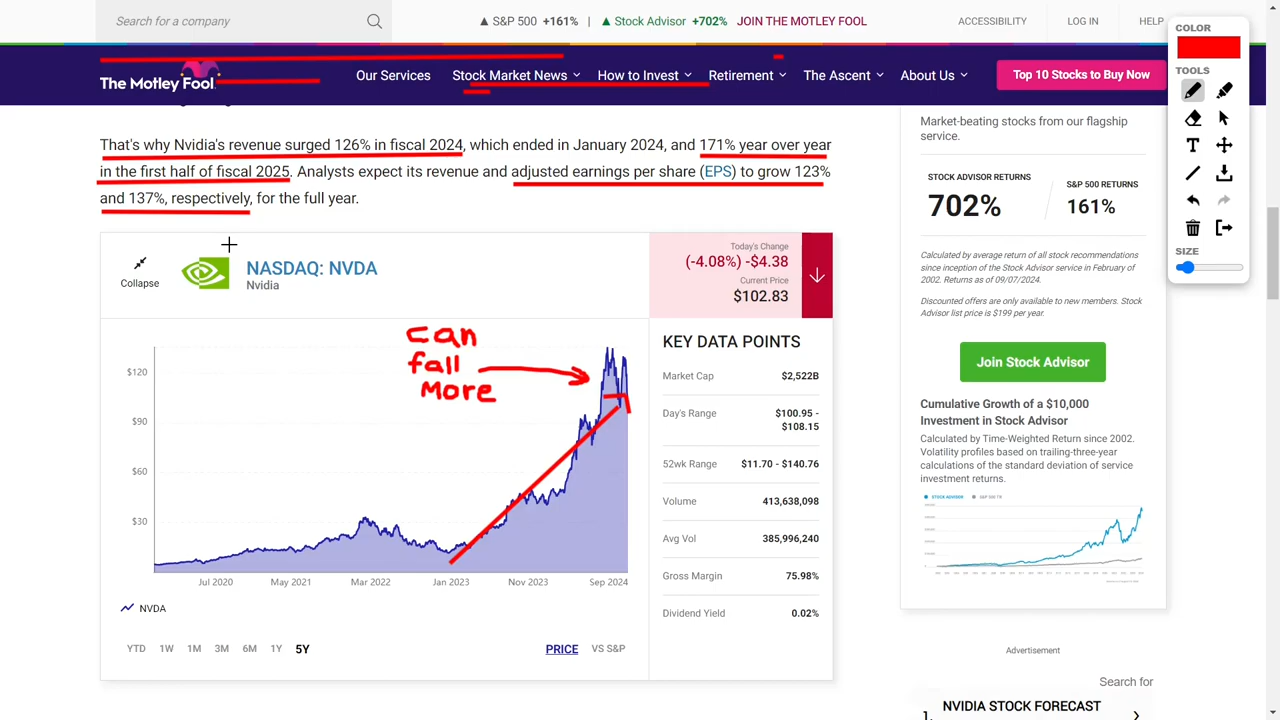 Search for a company
S&P 500 +161% | Stock Advisor +702% JOIN THE MOTLEY FOOL
ACCESSIBILITY LOG IN HELP
The Motley Fool.
Our Services Stock Market News How to Invest Retirement The Ascent About Us
Top 10 Stocks to Buy Now
That's why Nvidia's revenue surged 126% in fiscal 2024, which ended in January 2024, and 171% year over year
in the first half of fiscal 2025. Analysts expect its revenue and adjusted earnings per share (EPS) to grow 123%
and 137%, respectively, for the full year.
Collapse
NASDAQ: NVDA
Nvidia
Today's Change
(-4.08%) -$4.38
Current Price
$102.83
can
fall
More
$120
$90
$60
$30
Jul 2020 May 2021 Mar 2022 Jan 2023 Nov 2023 Sep 2024
NVDA
YTD 1W 1M 3M 6M 1Y 5Y
PRICE VS S&P
KEY DATA POINTS
Market Cap $2,522B
Day's Range $100.95 -
$108.15
52wk Range $11.70 - $140.76
Volume 413,638,098
Avg Vol 385,996,240
Gross Margin 75.98%
Dividend Yield 0.02%
Market-beating stocks from our flagship
service.
STOCK ADVISOR RETURNS
702%
S&P 500 RETURNS
161%
Calculated by average return of all stock recommendations
since inception of the Stock Advisor service in February of
2002. Returns as of 09/07/2024.
Discounted offers are only available to new members. Stock
Advisor list price is $199 per year.
Join Stock Advisor
Cumulative Growth of a $10,000
Investment in Stock Advisor
Calculated by Time-Weighted Return since 2002.
Volatility profiles based on trailing-three-year
calculations of the standard deviation of service
investment returns.
STOCK ADVISOR
Advertisement
Search for
1. NVIDIA STOCK FORECAST
COLOR
TOOLS
T
SIZE